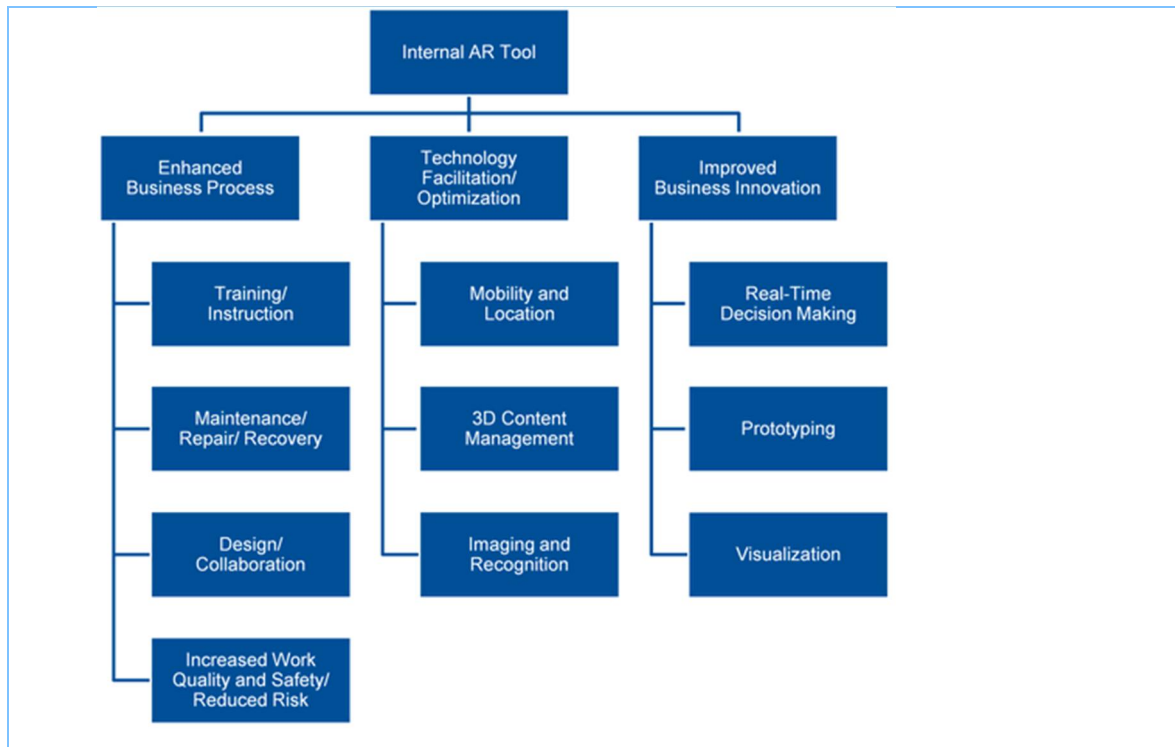 Internal AR Tool
Enhanced
Business Process
Technology
Facilitation/
Optimization
Improved
Business Innovation
Training/
Instruction
Mobility and
Location
Real-Time
Decision Making
Maintenance/
Repair/ Recovery
3D Content
Management
Prototyping
Design/
Collaboration
Imaging and
Recognition
Visualization
Increased Work
Quality and Safety/
Reduced Risk